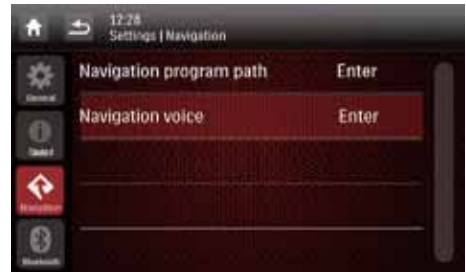 12:28
Settings | Navigation
Navigation program path Enter
Navigation voice Enter
General
Navigation
Bluetooth